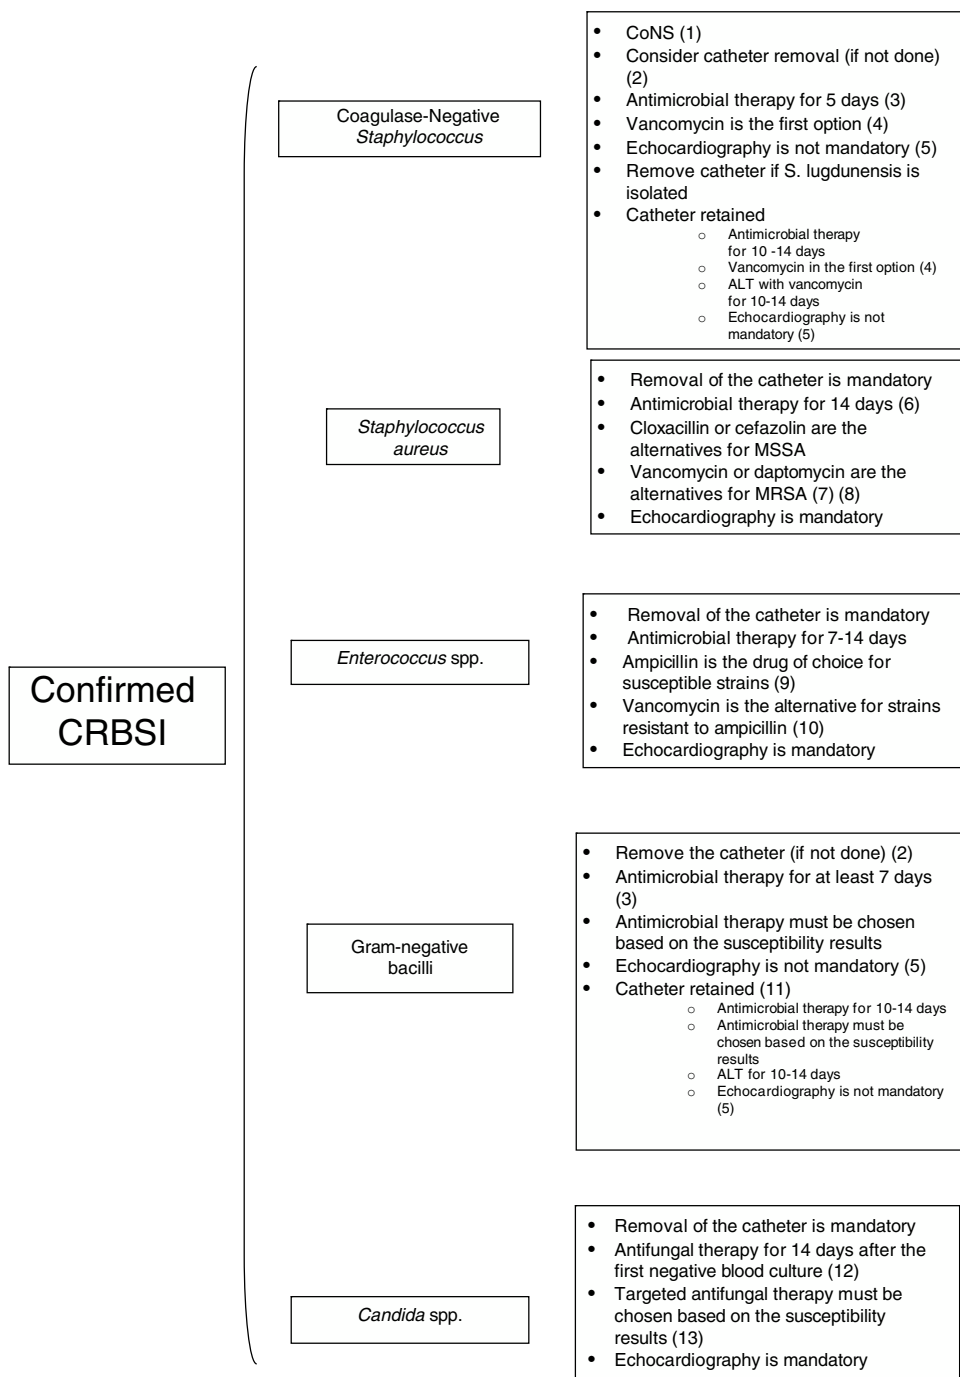 Confirmed
CRBSI
Coagulase-Negative
Staphylococcus
• CoNS (1)
• Consider catheter removal (if not done)
(2)
• Antimicrobial therapy for 5 days (3)
• Vancomycin is the first option (4)
• Echocardiography is not mandatory (5)
• Remove catheter if S. lugdunensis is
isolated
• Catheter retained
○ Antimicrobial therapy
for 10 -14 days
○ Vancomycin in the first option (4)
○ ALT with vancomycin
for 10-14 days
○ Echocardiography is not
mandatory (5)
Staphylococcus
aureus
• Removal of the catheter is mandatory
• Antimicrobial therapy for 14 days (6)
• Cloxacillin or cefazolin are the
alternatives for MSSA
• Vancomycin or daptomycin are the
alternatives for MRSA (7) (8)
• Echocardiography is mandatory
Enterococcus spp.
• Removal of the catheter is mandatory
• Antimicrobial therapy for 7-14 days
• Ampicillin is the drug of choice for
susceptible strains (9)
• Vancomycin is the alternative for strains
resistant to ampicillin (10)
• Echocardiography is mandatory
Gram-negative
bacilli
• Remove the catheter (if not done) (2)
• Antimicrobial therapy for at least 7 days
(3)
• Antimicrobial therapy must be chosen
based on the susceptibility results
• Echocardiography is not mandatory (5)
• Catheter retained (11)
○ Antimicrobial therapy for 10-14 days
○ Antimicrobial therapy must be
chosen based on the susceptibility
results
○ ALT for 10-14 days
○ Echocardiography is not mandatory
(5)
Candida spp.
• Removal of the catheter is mandatory
• Antifungal therapy for 14 days after the
first negative blood culture (12)
• Targeted antifungal therapy must be
chosen based on the susceptibility
results (13)
• Echocardiography is mandatory